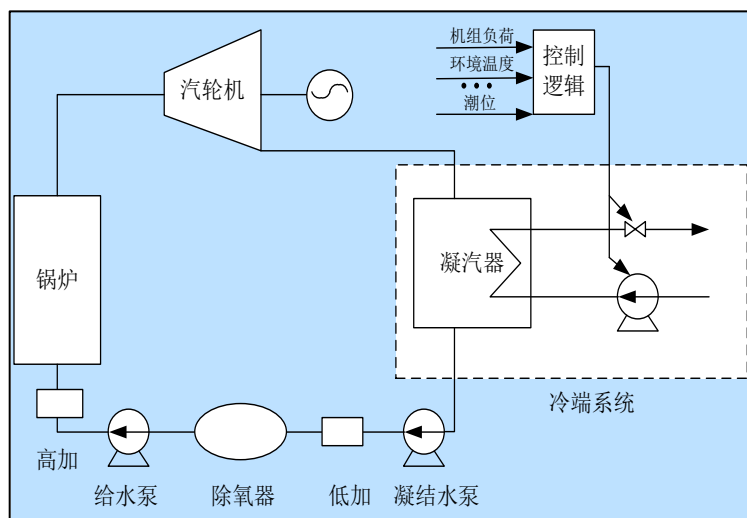 机组负荷
环境温度
潮位
控制
逻辑
汽轮机
锅炉
凝汽器
冷端系统
高加
给水泵
除氧器
低加
凝结水泵